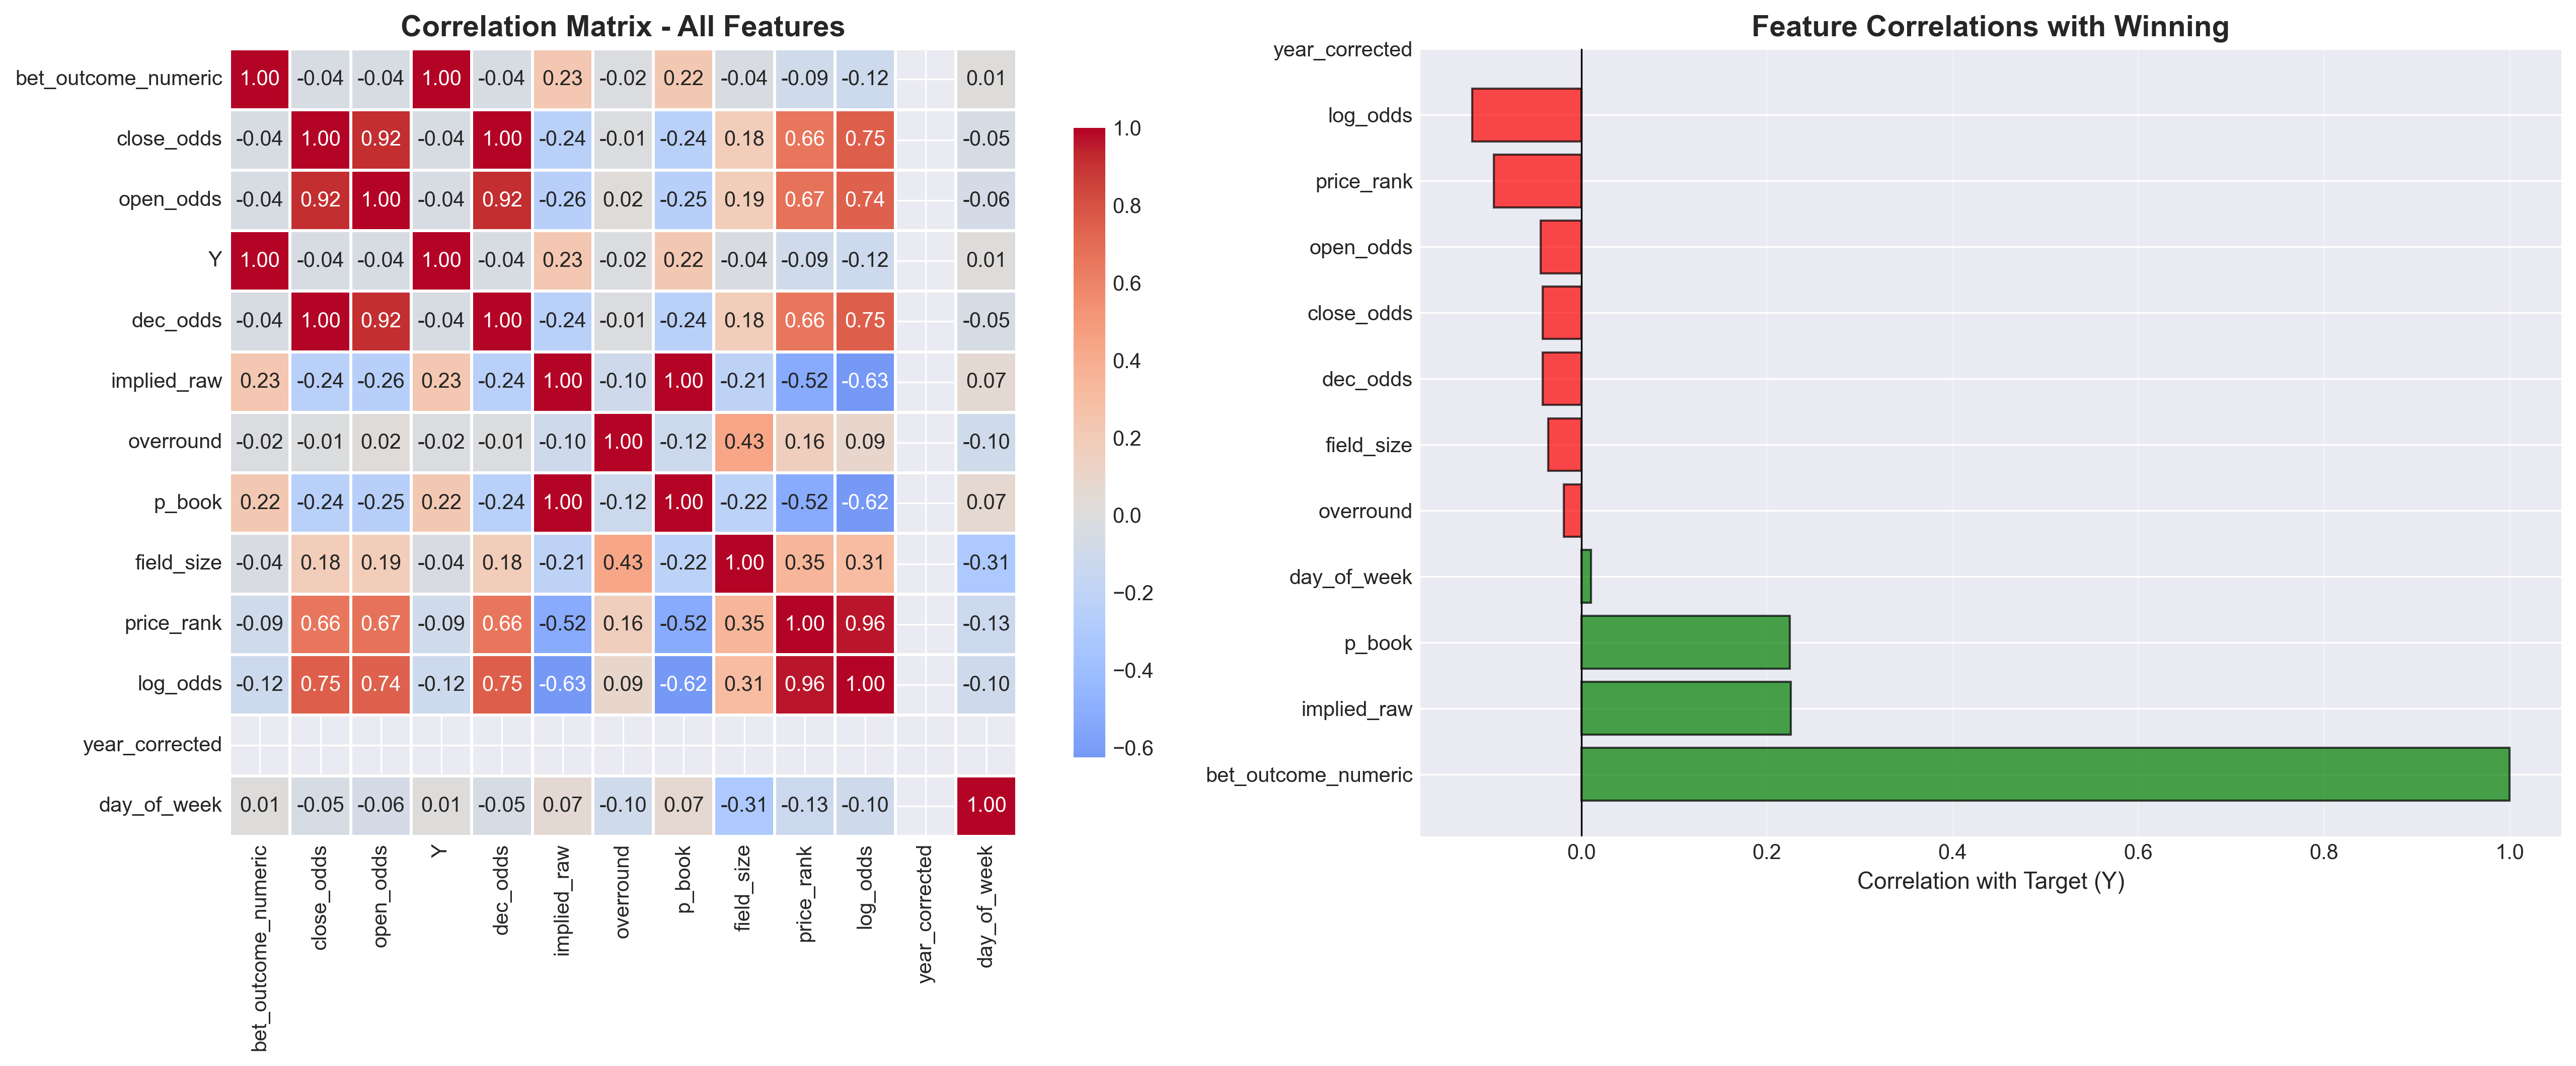 Correlation Matrix - All Features
bet_outcome_numeric 1.00 -0.04 -0.04 1.00 -0.04 0.23 -0.02 0.22 -0.04 -0.09 -0.12 0.01
close_odds -0.04 1.00 0.92 -0.04 1.00 -0.24 -0.01 -0.24 0.18 0.66 0.75 -0.05
open_odds -0.04 0.92 1.00 -0.04 0.92 -0.26 0.02 -0.25 0.19 0.67 0.74 -0.06
Y 1.00 -0.04 -0.04 1.00 -0.04 0.23 -0.02 0.22 -0.04 -0.09 -0.12 0.01
dec_odds -0.04 1.00 0.92 -0.04 1.00 -0.24 -0.01 -0.24 0.18 0.66 0.75 -0.05
implied_raw 0.23 -0.24 -0.26 0.23 -0.24 1.00 -0.10 1.00 -0.21 -0.52 -0.63 0.07
overround -0.02 -0.01 0.02 -0.02 -0.01 -0.10 1.00 -0.12 0.43 0.16 0.09 -0.10
p_book 0.22 -0.24 -0.25 0.22 -0.24 1.00 -0.12 1.00 -0.22 -0.52 -0.62 0.07
field_size -0.04 0.18 0.19 -0.04 0.18 -0.21 0.43 -0.22 1.00 0.35 0.31 -0.31
price_rank -0.09 0.66 0.67 -0.09 0.66 -0.52 0.16 -0.52 0.35 1.00 0.96 -0.13
log_odds -0.12 0.75 0.74 -0.12 0.75 -0.63 0.09 -0.62 0.31 0.96 1.00 -0.10
year_corrected
day_of_week 0.01 -0.05 -0.06 0.01 -0.05 0.07 -0.10 0.07 -0.31 -0.13 -0.10 1.00
bet_outcome_numeric
close_odds
open_odds
Y
dec_odds
implied_raw
overround
p_book
field_size
price_rank
log_odds
year_corrected
day_of_week
1.0
0.8
0.6
0.4
0.2
0.0
−0.2
−0.4
−0.6
Feature Correlations with Winning
year_corrected
log_odds
price_rank
open_odds
close_odds
dec_odds
field_size
overround
day_of_week
p_book
implied_raw
bet_outcome_numeric
0.0 0.2 0.4 0.6 0.8 1.0
Correlation with Target (Y)